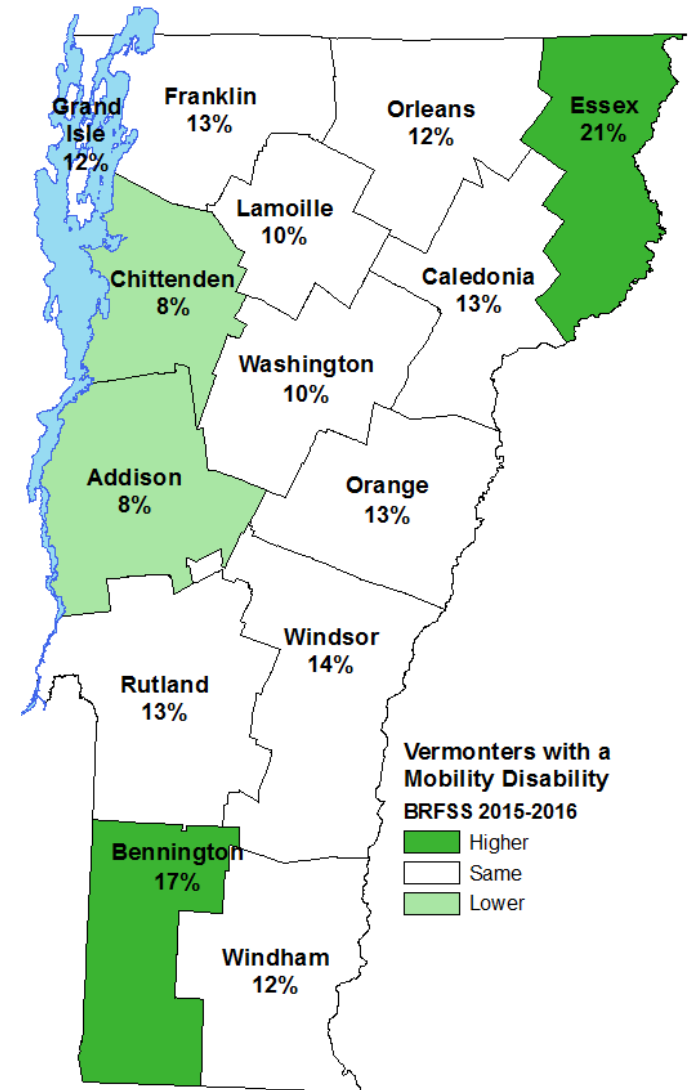 Franklin
13%
Grand
Isle
12%
Orleans
12%
Essex
21%
Lamoille
10%
Chittenden
8%
Caledonia
13%
Washington
10%
Addison
8%
Orange
13%
Windsor
14%
Rutland
13%
Vermonters with a
Mobility Disability
BRFSS 2015-2016
Higher
Same
Lower
Bennington
17%
Windham
12%